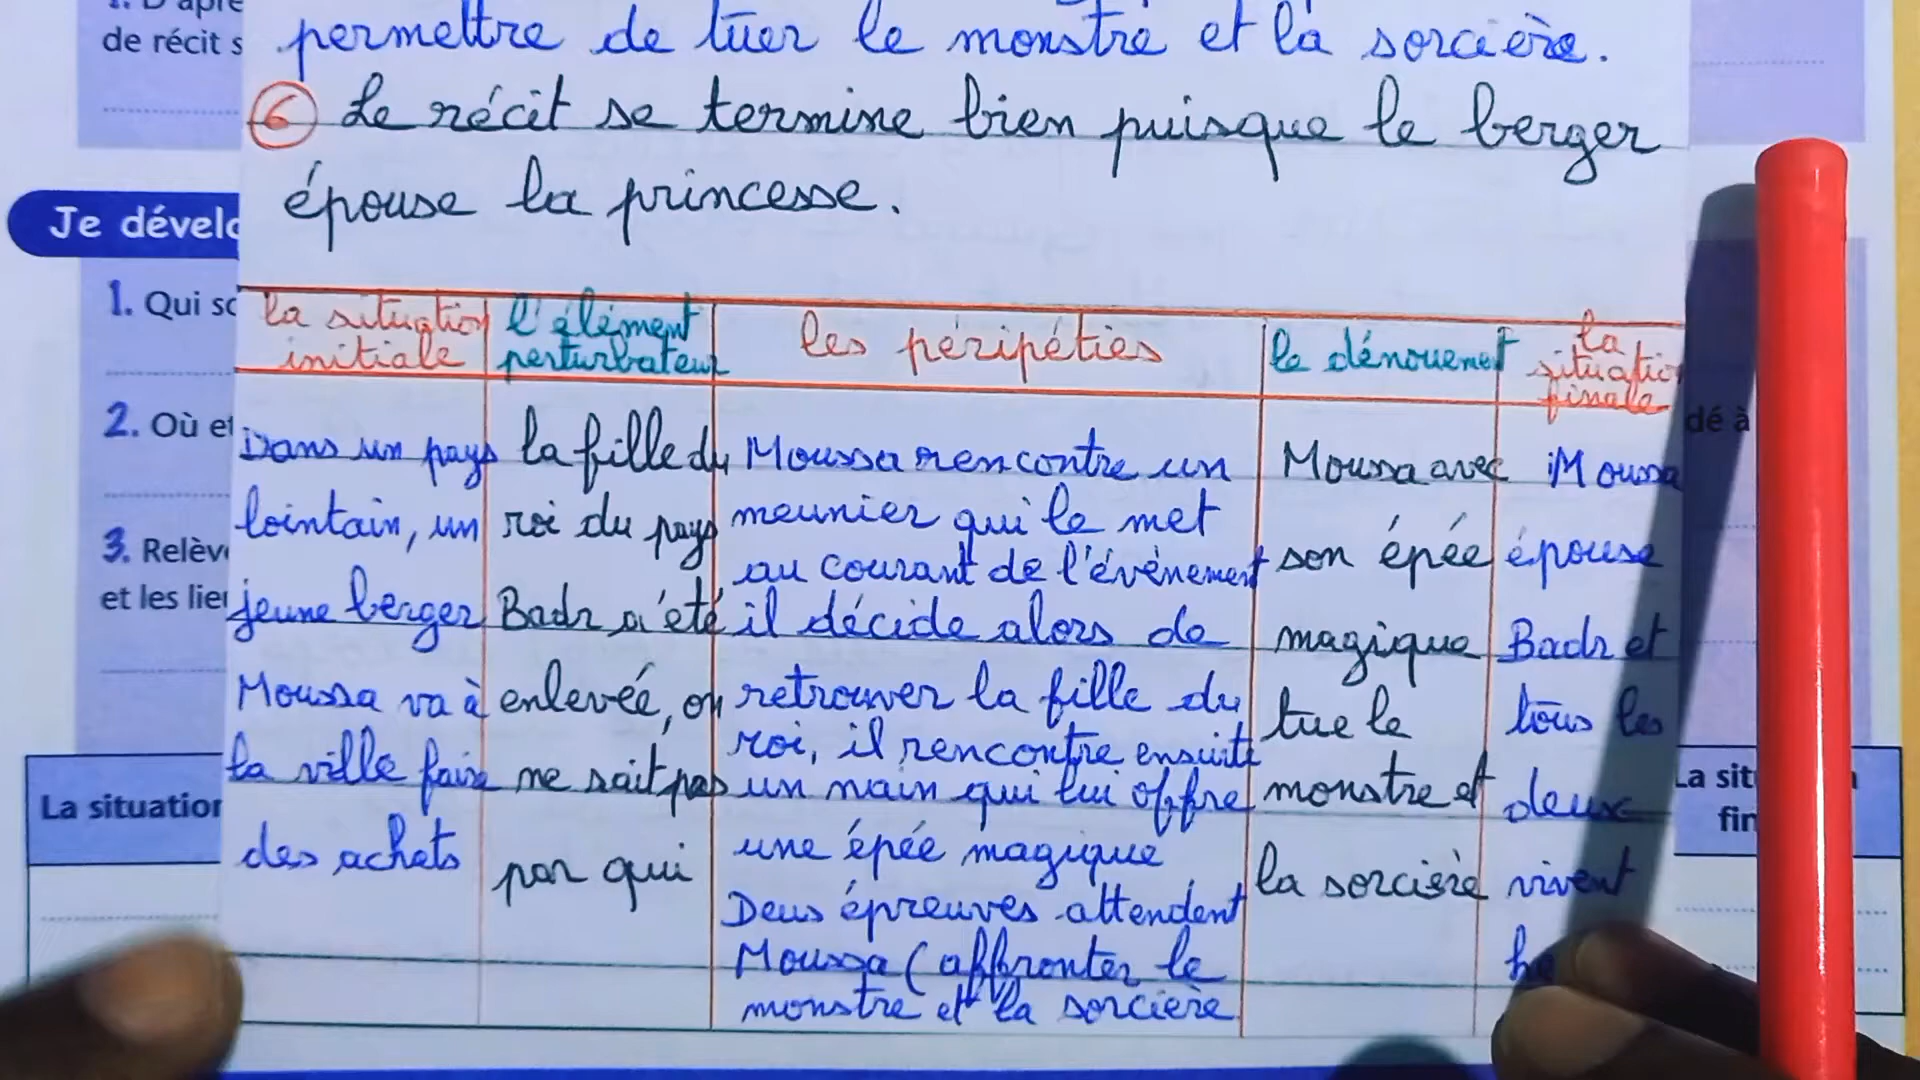 de récit s
permettre de tuer le monstre et la sorcière.
6 Le récit se termine bien puisque le berger
épouse la princesse.
Je dévelo
1. Qui so
2. Où et
3. Relèv
et les lie
dé à
La situation
La sit
fin
la situation
initiale
Dans un pays
lointain, un
jeune berger
Moussa va à
la ville faire
des achats
l'élément
perturbateur
la fille du
roi du pays
Badr a été
enlevée, on
ne sait pas
par qui
les péripéties
Moussa rencontre un
meunier qui le met
au courant de l'évènement
il décide alors de
retrouver la fille du
roi, il rencontre ensuite
un nain qui lui offre
une épée magique
Deux épreuves attendent
Moussa (affronter le
monstre et la sorcière
le dénouement
Moussa avec
son épée
magique
tue le
monstre et
la sorcière
la
situation
finale
Moussa
épouse
Badr et
tous les
deux
vivent
he